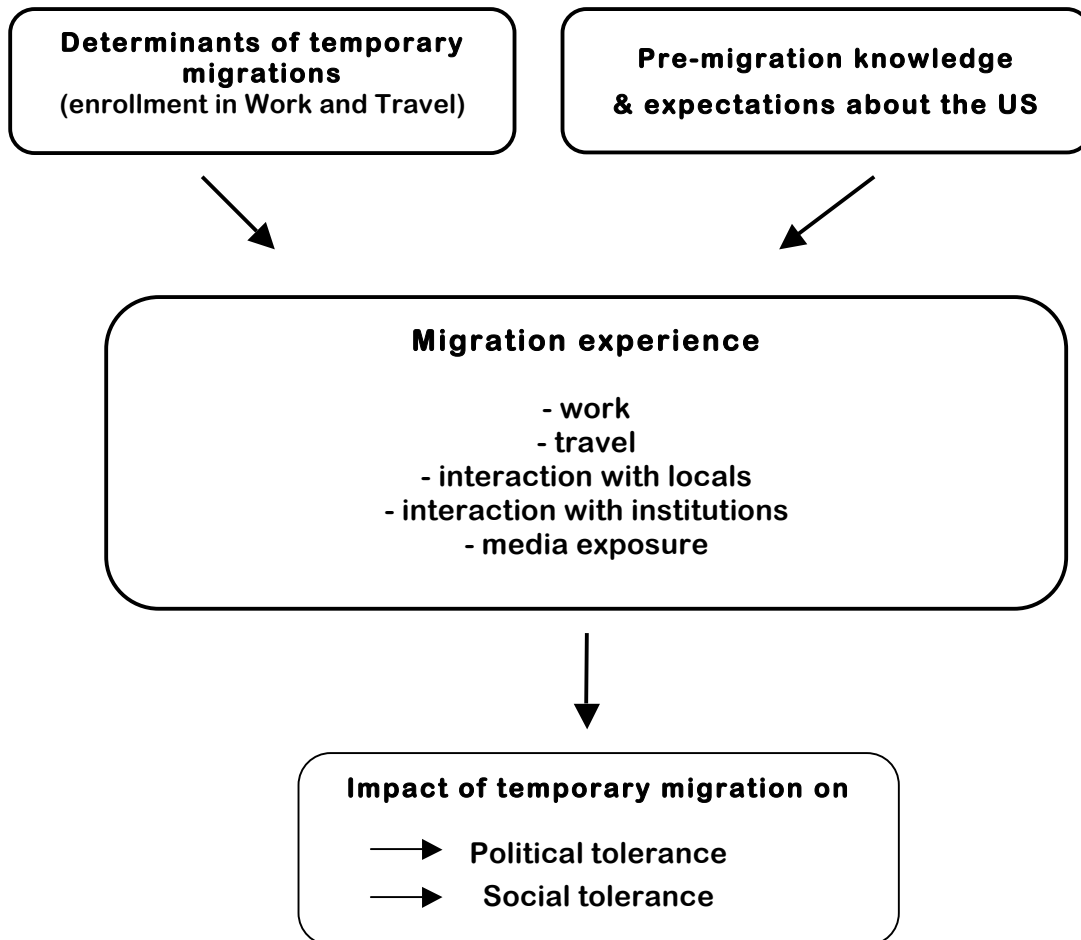 Determinants of temporary
migrations
(enrollment in Work and Travel)
Pre-migration knowledge
& expectations about the US
Migration experience
- work
- travel
- interaction with locals
- interaction with institutions
- media exposure
Impact of temporary migration on
Political tolerance
Social tolerance